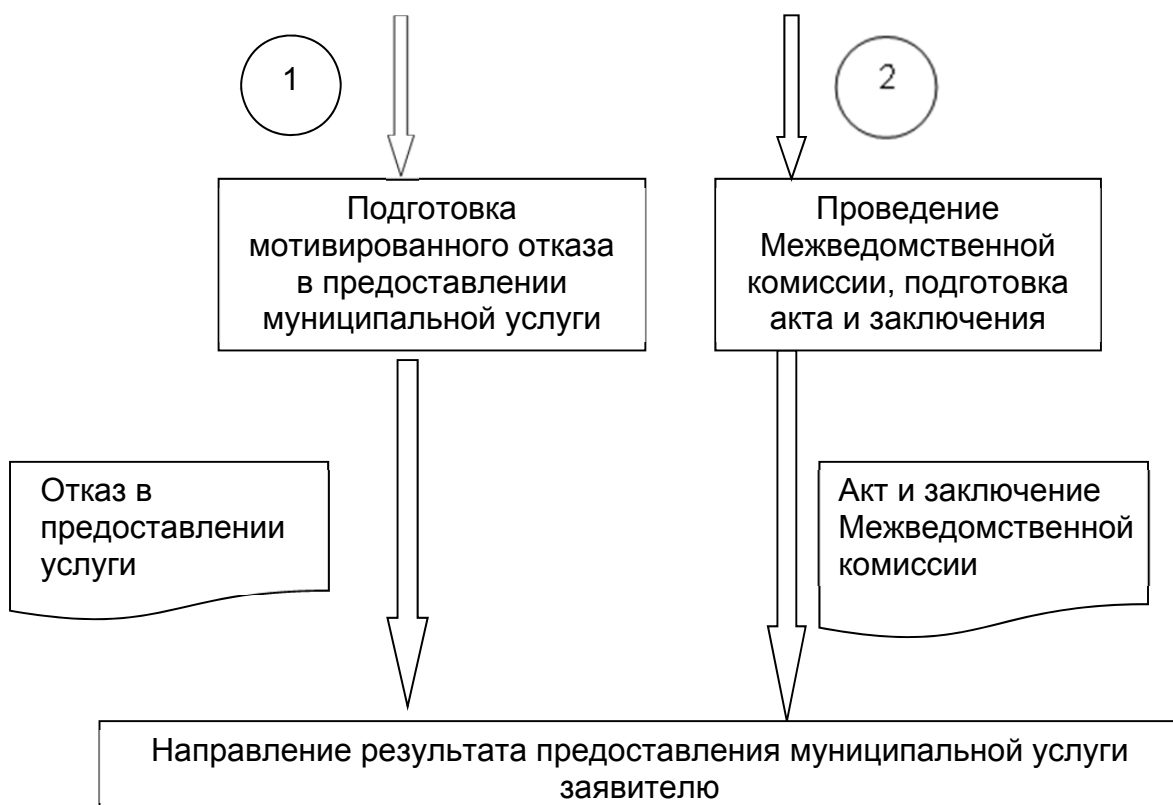 1
2
Подготовка
мотивированного отказа
в предоставлении
муниципальной услуги
Проведение
Межведомственной
комиссии, подготовка
акта и заключения
Отказ в
предоставлении
услуги
Акт и заключение
Межведомственной
комиссии
Направление результата предоставления муниципальной услуги
заявителю